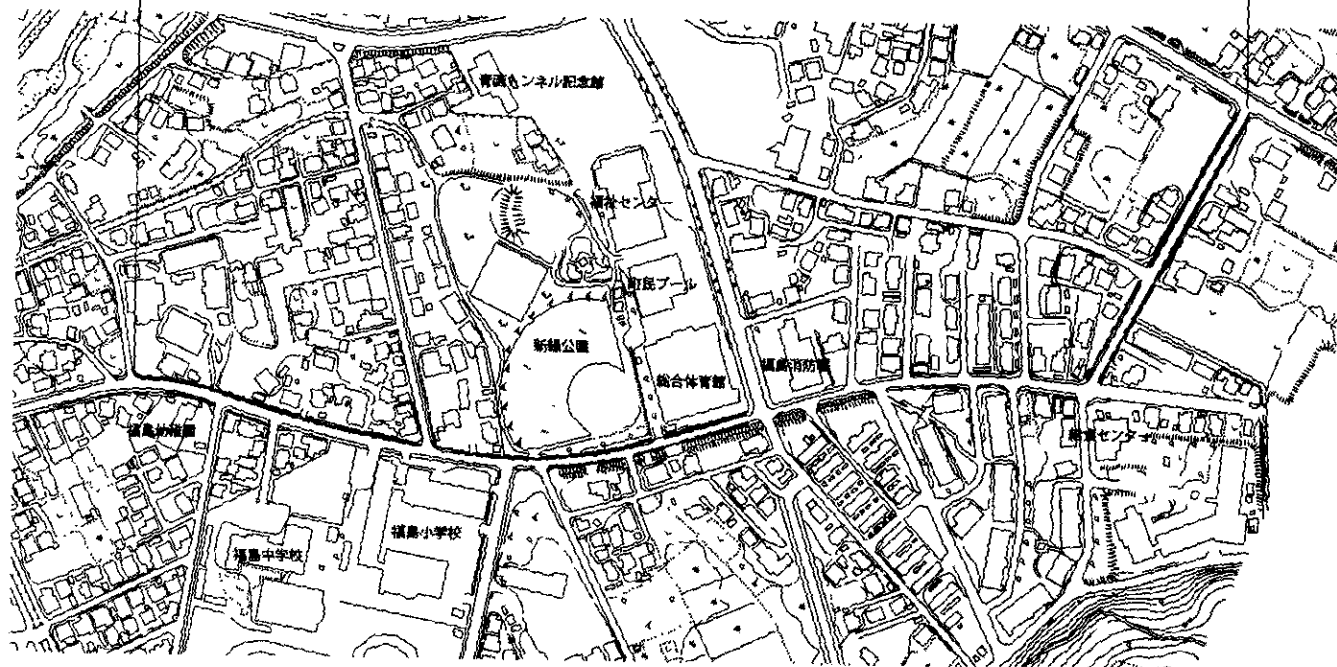 青函トンネル記念館
福祉センター
町民プール
新緑公園
総合体育館
福島消防署
福島幼稚園
福島小学校
福島中学校